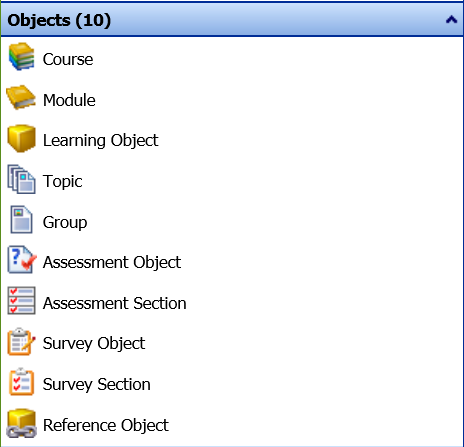 Objects (10)
Course
Module
Learning Object
Topic
Group
Assessment Object
Assessment Section
Survey Object
Survey Section
Reference Object